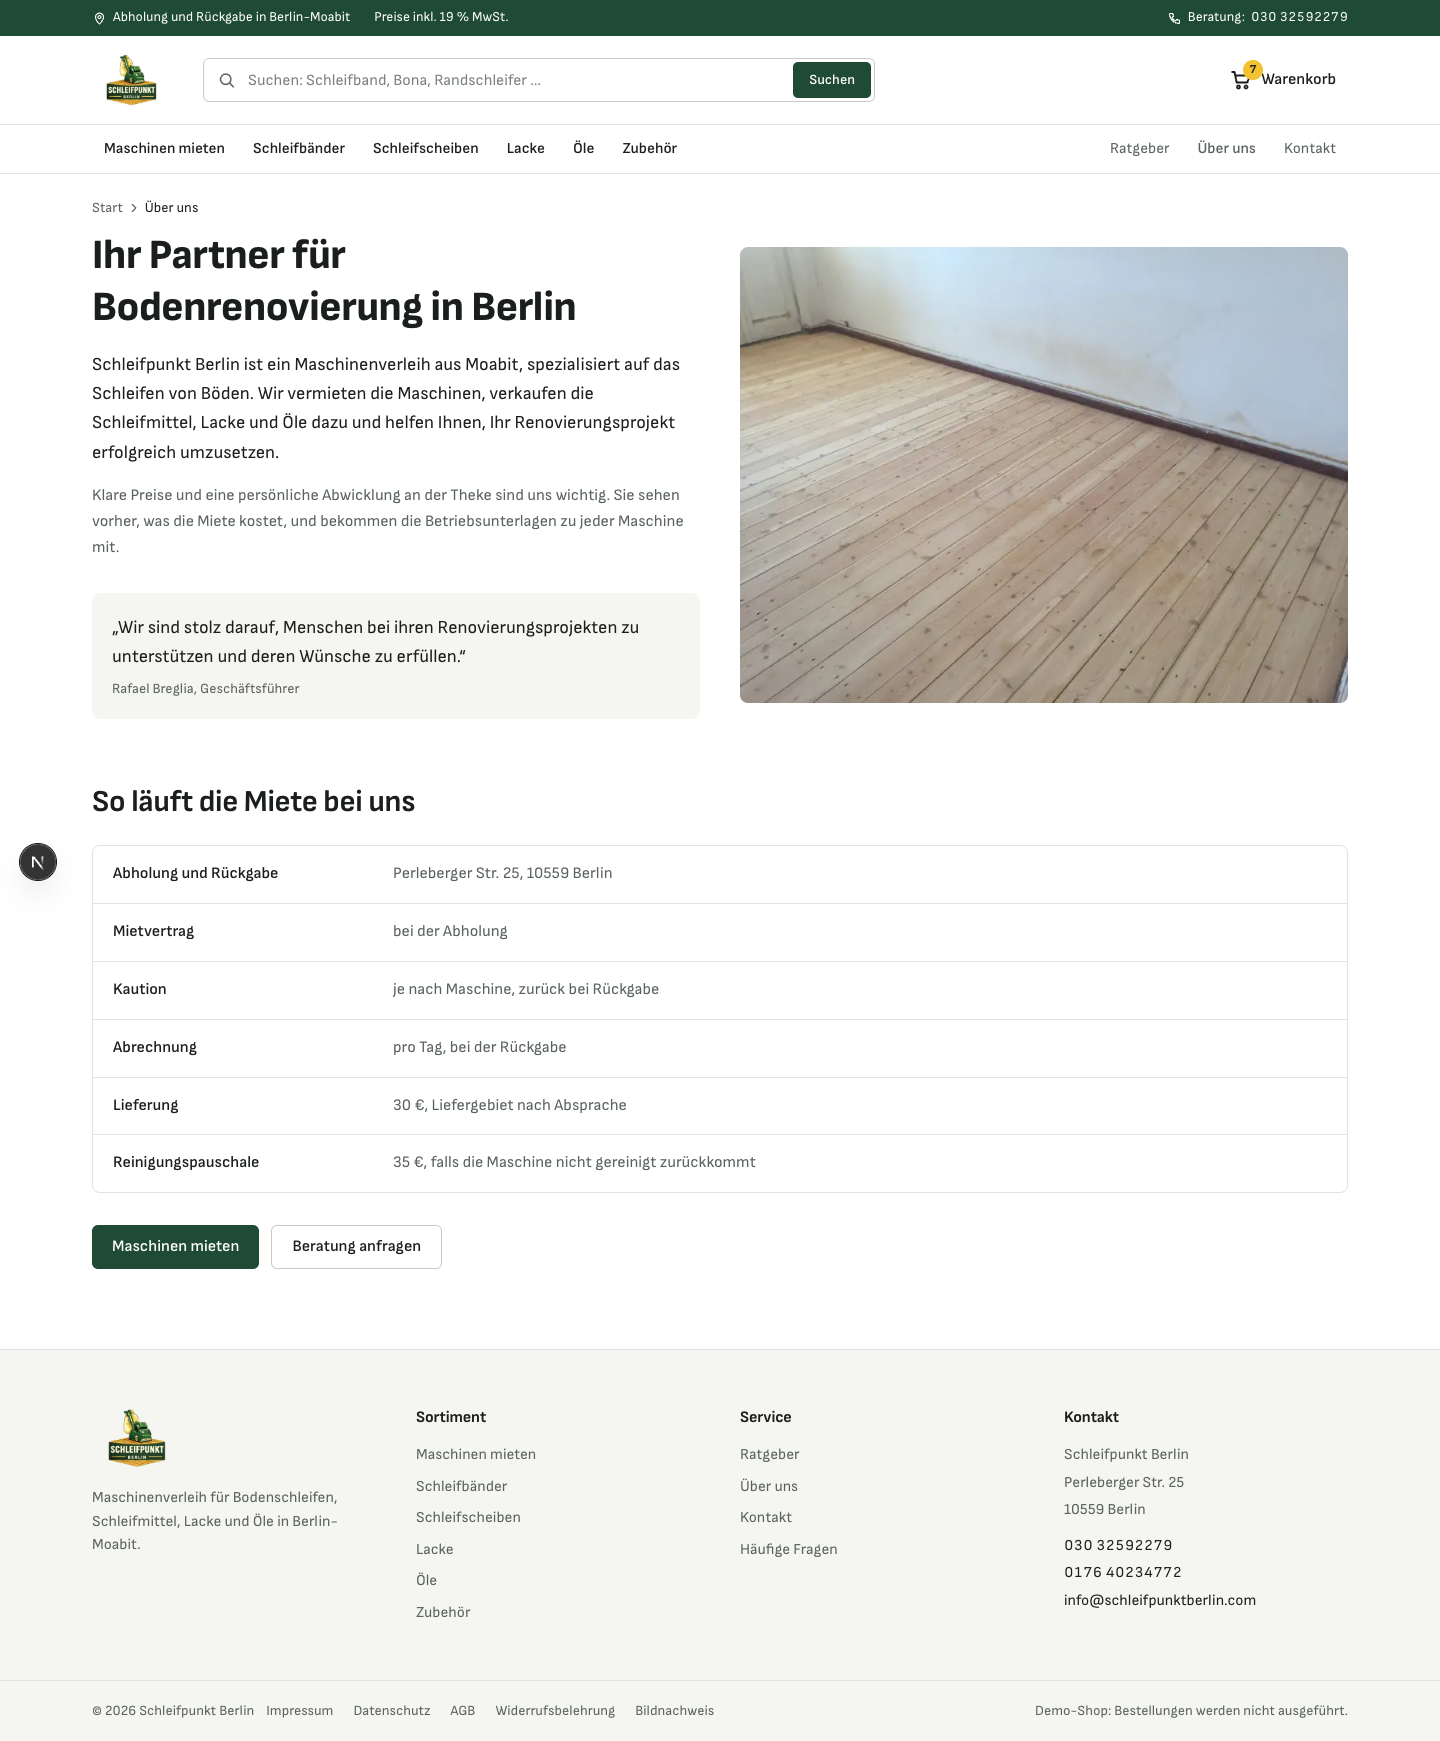 Abholung und Rückgabe in Berlin-Moabit Preise inkl. 19 % MwSt. Beratung: 030 32592279
SCHLEIFPUNKT
BERLIN
Suchen: Schleifband, Bona, Randschleifer ...
Suchen
7
Warenkorb
Maschinen mieten Schleifbänder Schleifscheiben Lacke Öle Zubehör Ratgeber Über uns Kontakt
Start > Über uns
Ihr Partner für
Bodenrenovierung in Berlin
Schleifpunkt Berlin ist ein Maschinenverleih aus Moabit, spezialisiert auf das
Schleifen von Böden. Wir vermieten die Maschinen, verkaufen die
Schleifmittel, Lacke und Öle dazu und helfen Ihnen, Ihr Renovierungsprojekt
erfolgreich umzusetzen.
Klare Preise und eine persönliche Abwicklung an der Theke sind uns wichtig. Sie sehen
vorher, was die Miete kostet, und bekommen die Betriebsunterlagen zu jeder Maschine
mit.
„Wir sind stolz darauf, Menschen bei ihren Renovierungsprojekten zu
unterstützen und deren Wünsche zu erfüllen.“
Rafael Breglia, Geschäftsführer
So läuft die Miete bei uns
Abholung und Rückgabe Perleberger Str. 25, 10559 Berlin
Mietvertrag bei der Abholung
Kaution je nach Maschine, zurück bei Rückgabe
Abrechnung pro Tag, bei der Rückgabe
Lieferung 30 €, Liefergebiet nach Absprache
Reinigungspauschale 35 €, falls die Maschine nicht gereinigt zurückkommt
Maschinen mieten Beratung anfragen
SCHLEIFPUNKT
BERLIN
Maschinenverleih für Bodenschleifen,
Schleifmittel, Lacke und Öle in Berlin-
Moabit.
Sortiment
Maschinen mieten
Schleifbänder
Schleifscheiben
Lacke
Öle
Zubehör
Service
Ratgeber
Über uns
Kontakt
Häufige Fragen
Kontakt
Schleifpunkt Berlin
Perleberger Str. 25
10559 Berlin
030 32592279
0176 40234772
info@schleifpunktberlin.com
© 2026 Schleifpunkt Berlin Impressum Datenschutz AGB Widerrufsbelehrung Bildnachweis Demo-Shop: Bestellungen werden nicht ausgeführt.